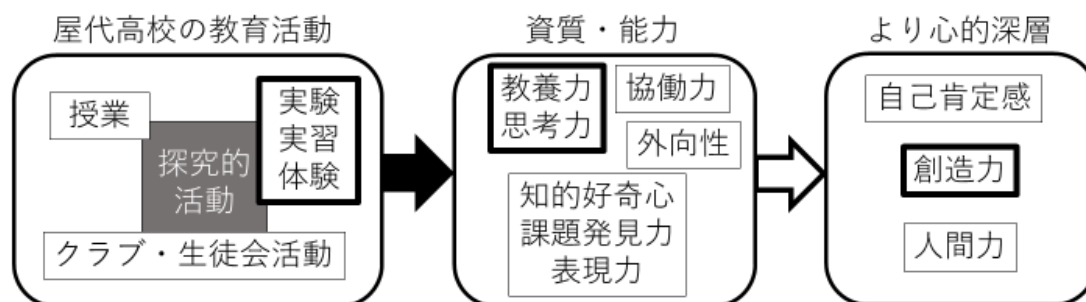 屋代高校の教育活動
授業
実験
実習
体験
探究的
活動
クラブ・生徒会活動
資質・能力
教養力
思考力
協働力
外向性
知的好奇心
課題発見力
表現力
より心的深層
自己肯定感
創造力
人間力